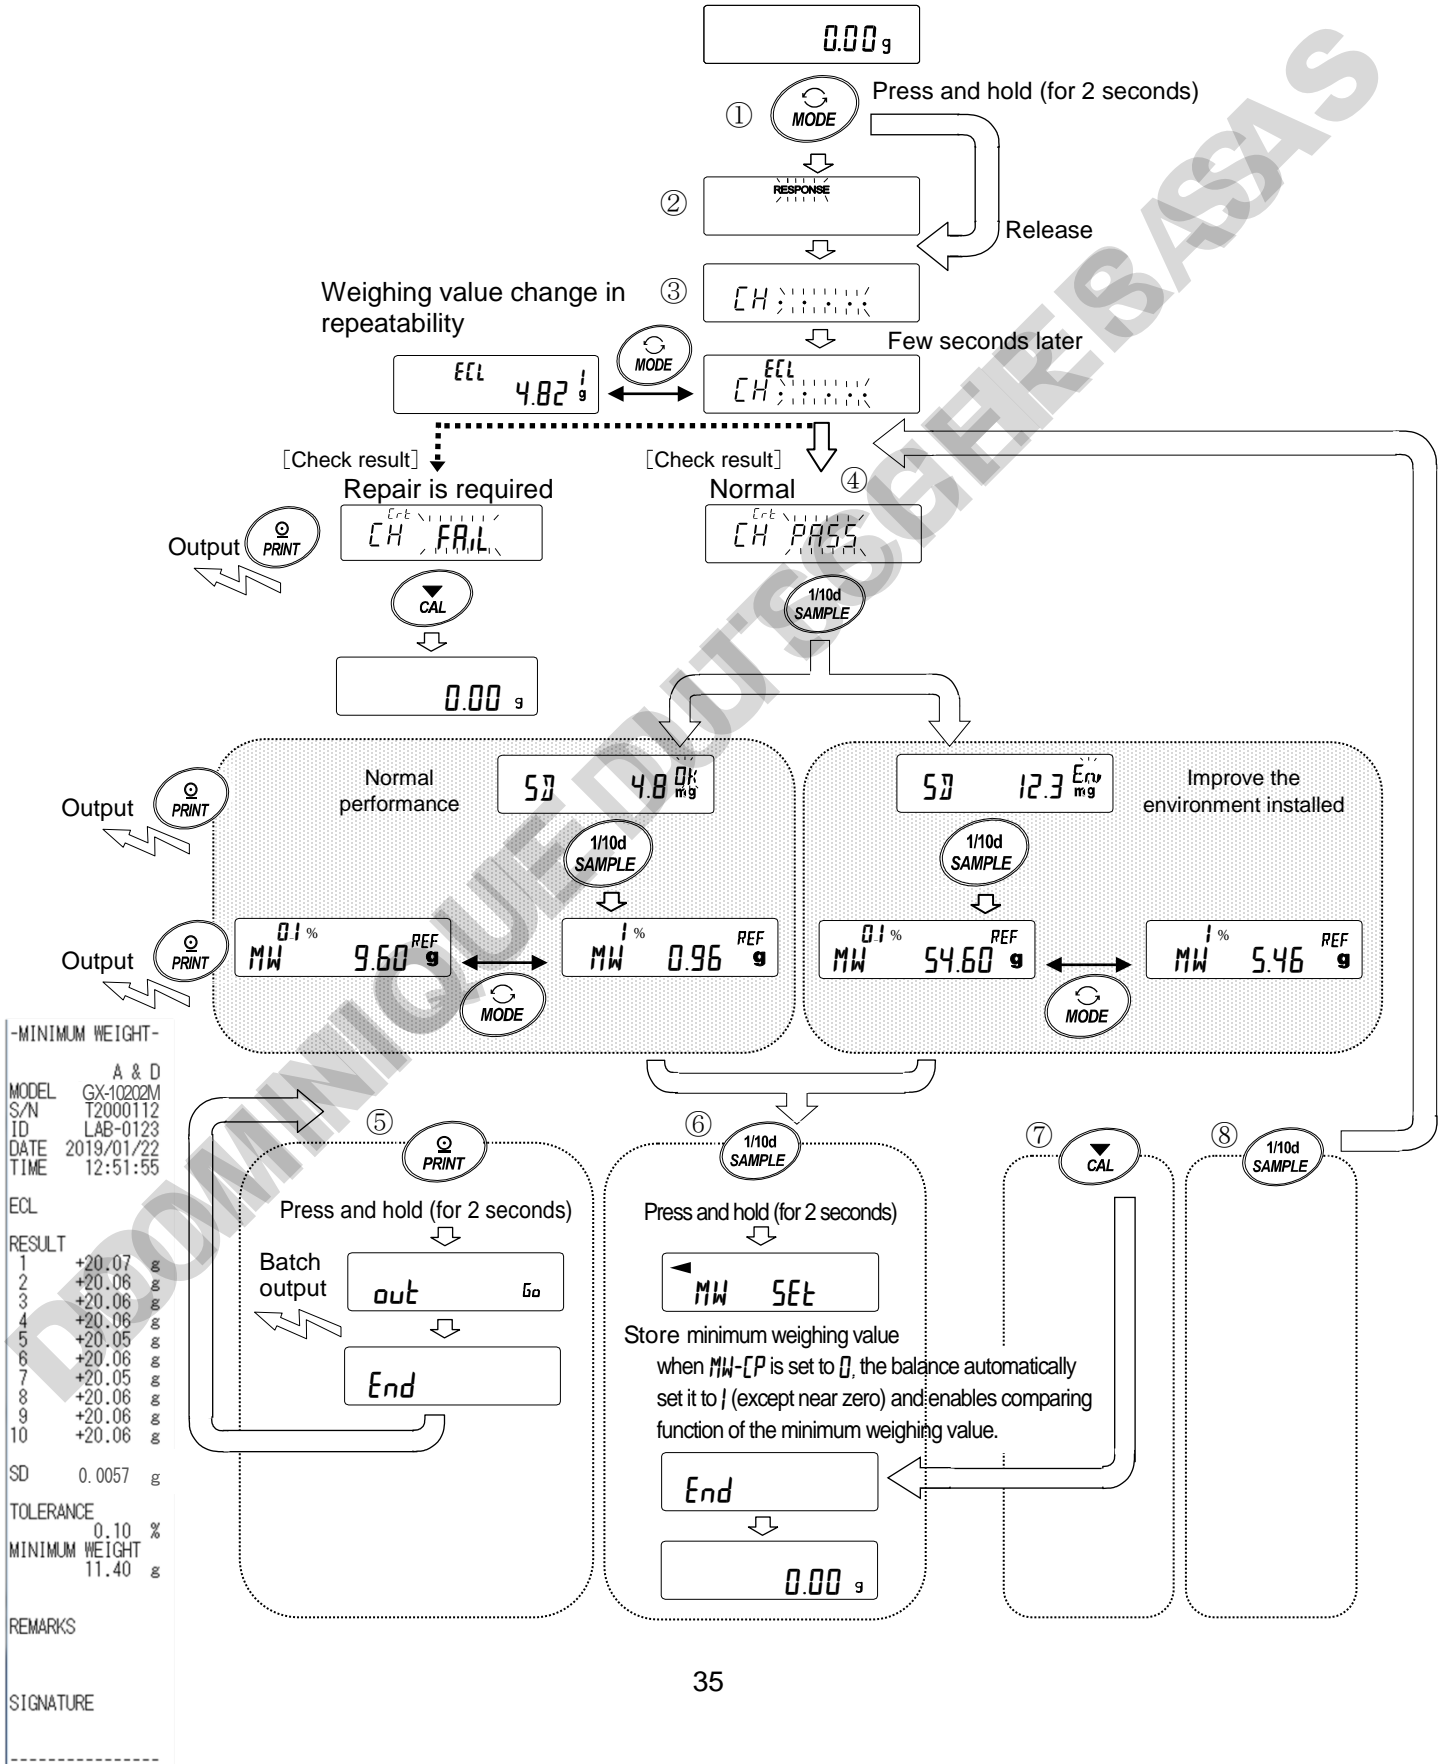 0.00 g
Press and hold (for 2 seconds)
①
MODE
②
RESPONSE
Release
Weighing value change in
repeatability
③
CH
MODE
Few seconds later
ECL
4.82 1 g
ECL
CH
[Check result]
Repair is required
[Check result]
Normal
④
Output
PRINT
Crt
CH FAiL
Crt
CH PASS
CAL
1/10d
SAMPLE
0.00 g
Output
PRINT
Normal
performance
SD 4.8 OK mg
SD 12.3 Env mg
Improve the
environment installed
1/10d
SAMPLE
1/10d
SAMPLE
Output
PRINT
0.1 %
MW 9.60 REF g
MODE
1 %
MW 0.96 REF g
0.1 %
MW 54.60 REF g
MODE
1 %
MW 5.46 REF g
-MINIMUM WEIGHT-
A & D
MODEL GX-10202M
S/N T2000112
ID LAB-0123
DATE 2019/01/22
TIME 12:51:55
ECL
RESULT
1 +20.07 g
2 +20.06 g
3 +20.06 g
4 +20.06 g
5 +20.05 g
6 +20.06 g
7 +20.05 g
8 +20.06 g
9 +20.06 g
10 +20.06 g
SD 0.0057 g
TOLERANCE
0.10 %
MINIMUM WEIGHT
11.40 g
REMARKS
SIGNATURE
----------------
⑤
PRINT
Press and hold (for 2 seconds)
Batch
output
out Go
End
⑥
1/10d
SAMPLE
Press and hold (for 2 seconds)
MW SEt
Store minimum weighing value
when MW-CP is set to 0, the balance automatically
set it to 1 (except near zero) and enables comparing
function of the minimum weighing value.
End
0.00 g
⑦
CAL
⑧
1/10d
SAMPLE
35
DOMINIQUE DUTSCHER SAS